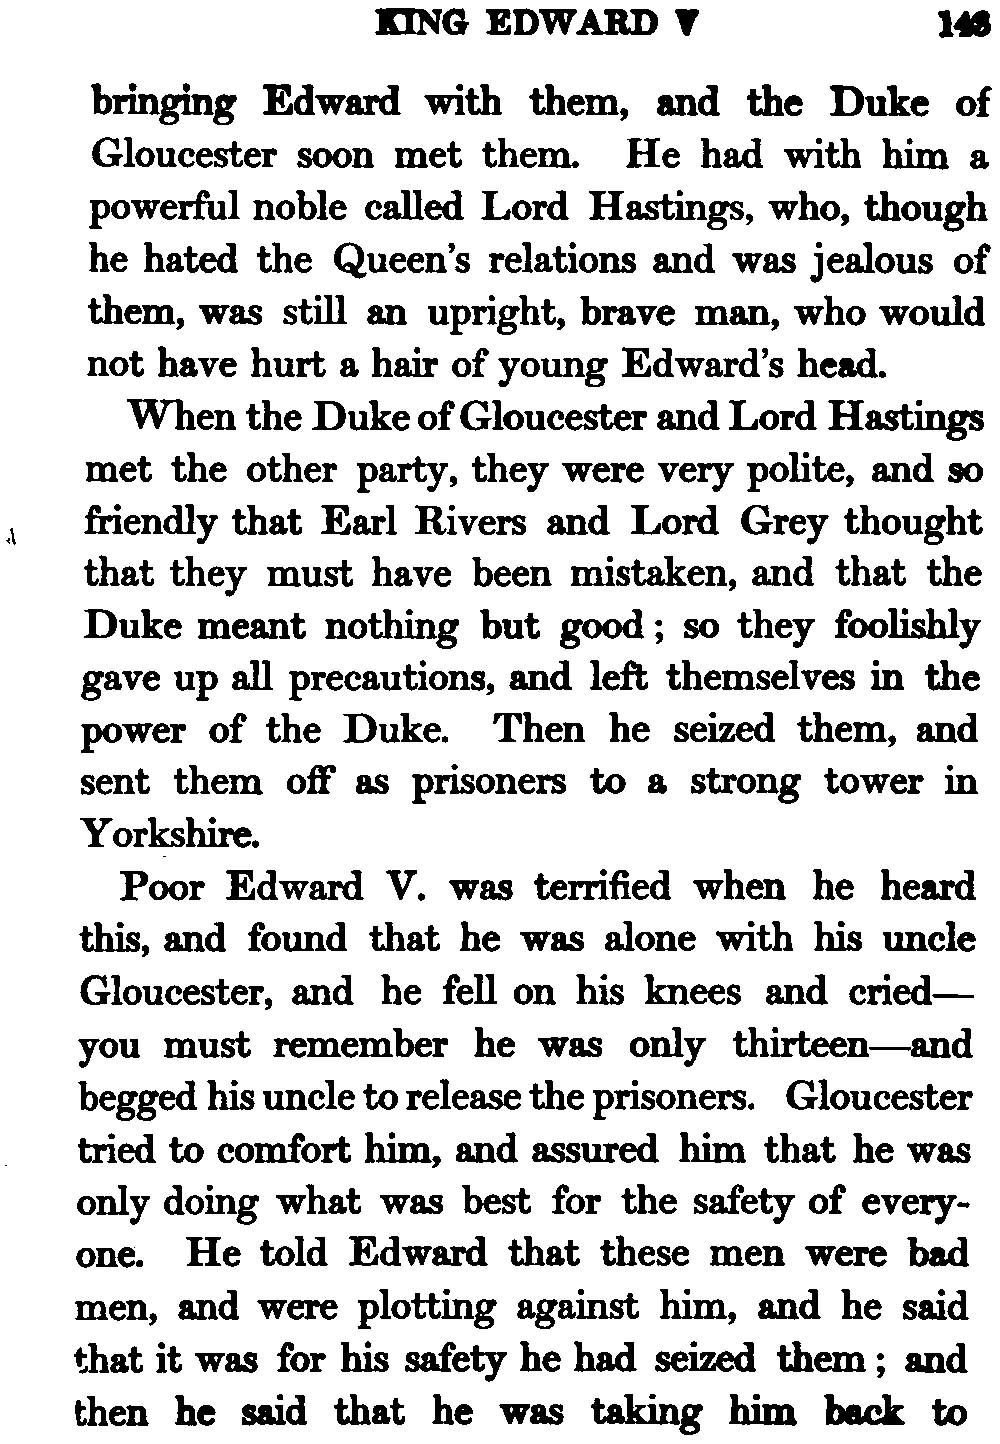 KING EDWARD V 143
bringing Edward with them, and the Duke of
Gloucester soon met them. He had with him a
powerful noble called Lord Hastings, who, though
he hated the Queen's relations and was jealous of
them, was still an upright, brave man, who would
not have hurt a hair of young Edward's head.
When the Duke of Gloucester and Lord Hastings
met the other party, they were very polite, and so
friendly that Earl Rivers and Lord Grey thought
that they must have been mistaken, and that the
Duke meant nothing but good; so they foolishly
gave up all precautions, and left themselves in the
power of the Duke. Then he seized them, and
sent them off as prisoners to a strong tower in
Yorkshire.
Poor Edward V. was terrified when he heard
this, and found that he was alone with his uncle
Gloucester, and he fell on his knees and cried—
you must remember he was only thirteen—and
begged his uncle to release the prisoners. Gloucester
tried to comfort him, and assured him that he was
only doing what was best for the safety of every-
one. He told Edward that these men were bad
men, and were plotting against him, and he said
that it was for his safety he had seized them; and
then he said that he was taking him back to